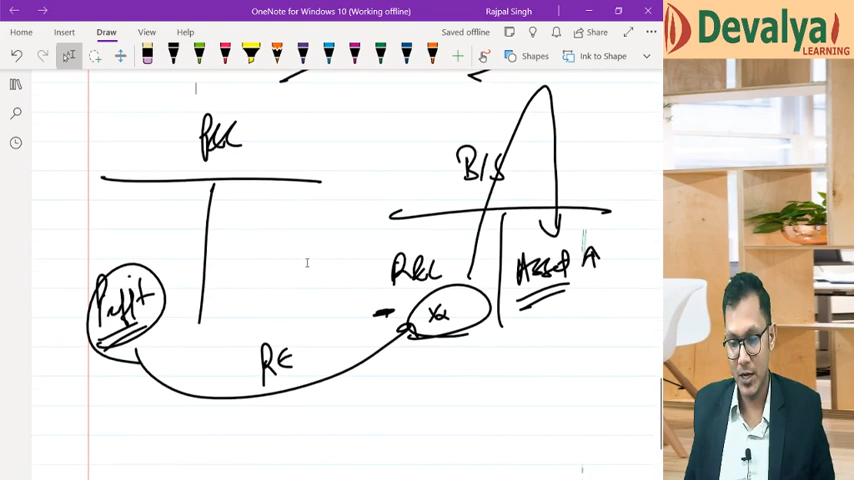 OneNote for Windows 10 (Working offline)
Rajpal Singh
Home
Insert
Draw
View
Help
Saved offline
Share
Shapes
Ink to Shape
Devalya
LEARNING
P&L
B/S
R&L
Asset A
Profit
RE